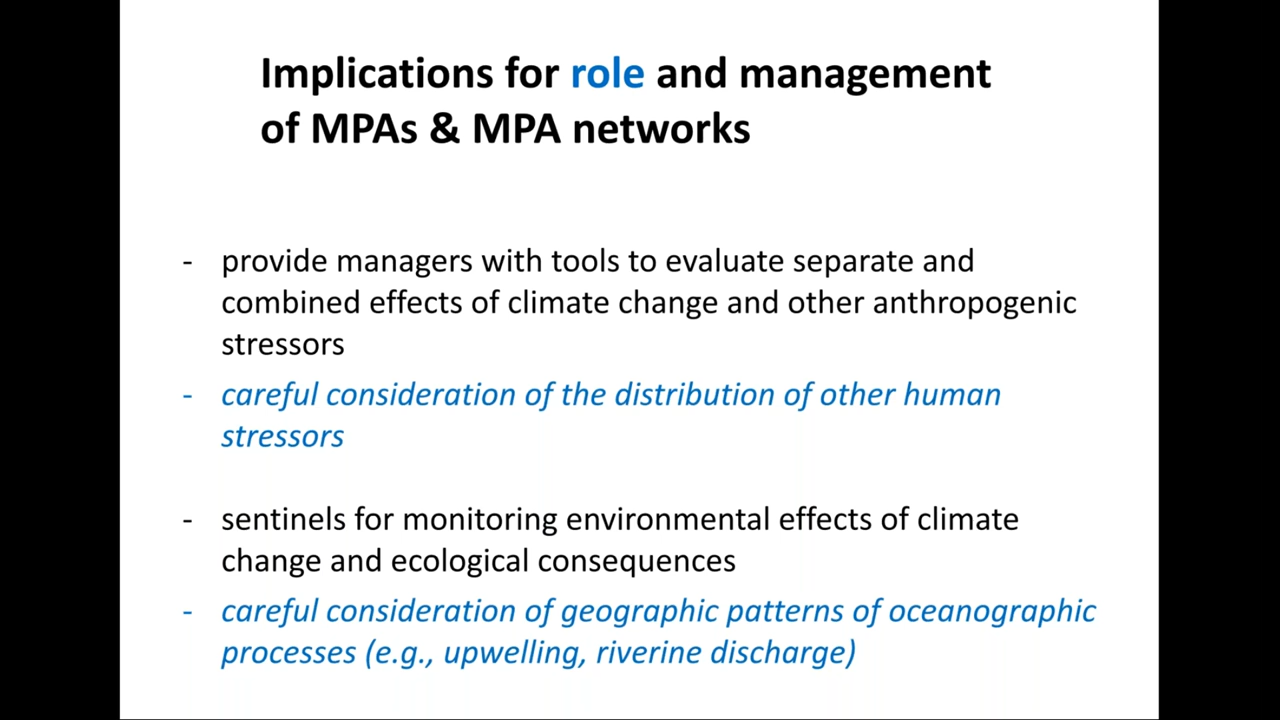 Implications for role and management
of MPAs & MPA networks
- provide managers with tools to evaluate separate and
combined effects of climate change and other anthropogenic
stressors
- careful consideration of the distribution of other human
stressors
- sentinels for monitoring environmental effects of climate
change and ecological consequences
- careful consideration of geographic patterns of oceanographic
processes (e.g., upwelling, riverine discharge)